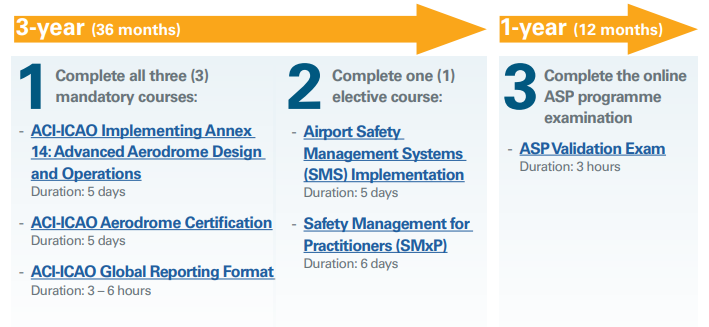 3-year (36 months)
1-year (12 months)
1 Complete all three (3)
mandatory courses:
- ACI-ICAO Implementing Annex
14: Advanced Aerodrome Design
and Operations
Duration: 5 days
- ACI-ICAO Aerodrome Certification
Duration: 5 days
- ACI-ICAO Global Reporting Format
Duration: 3 – 6 hours
2 Complete one (1)
elective course:
- Airport Safety
Management Systems
(SMS) Implementation
Duration: 5 days
- Safety Management for
Practitioners (SMxP)
Duration: 6 days
3 Complete the online
ASP programme
examination
- ASP Validation Exam
Duration: 3 hours